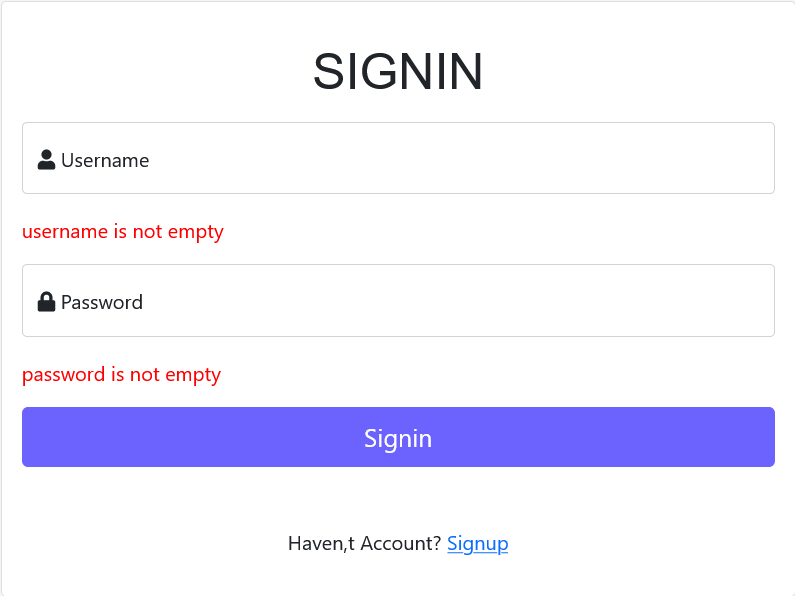 SIGNIN
Username
username is not empty
Password
password is not empty
Signin
Haven,t Account? Signup